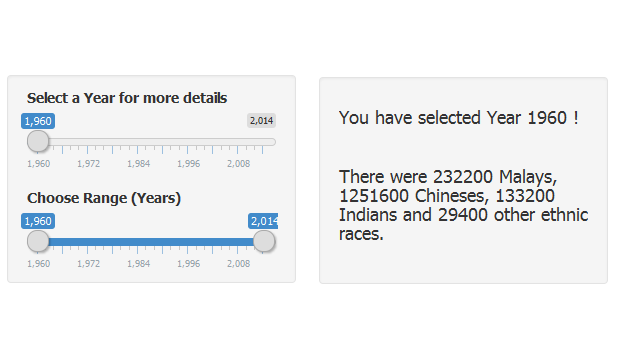 Select a Year for more details
1,960 2,014
1,960 1,972 1,984 1,996 2,008
Choose Range (Years)
1,960 2,014
1,960 1,972 1,984 1,996 2,008
You have selected Year 1960 !
There were 232200 Malays,
1251600 Chineses, 133200
Indians and 29400 other ethnic
races.